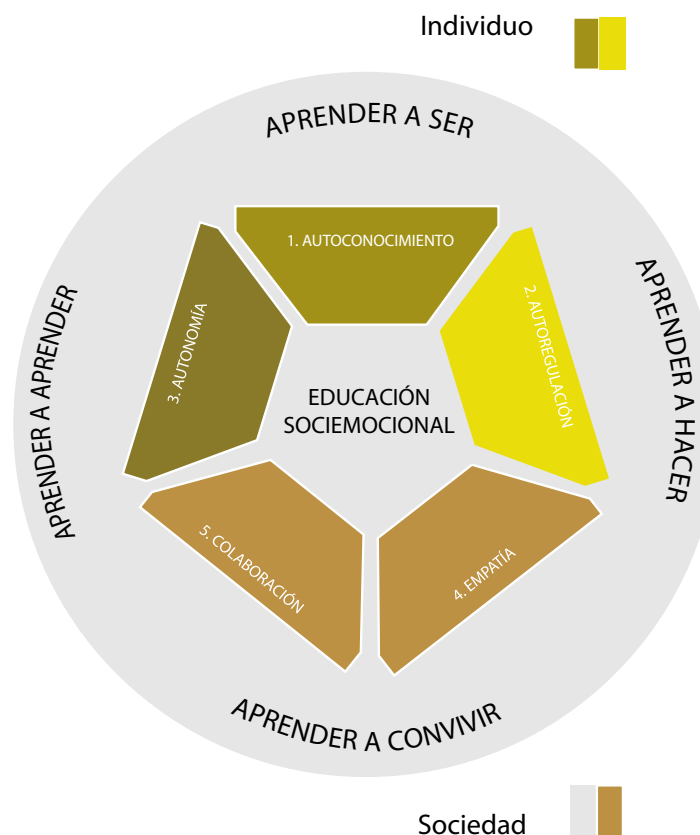 Individuo
APRENDER A SER
1. AUTOCONOCIMIENTO
2. AUTOREGULACIÓN
3. AUTONOMÍA
APRENDER A APRENDER
APRENDER A HACER
EDUCACIÓN
SOCIEMOCIONAL
5. COLABORACIÓN
4. EMPATÍA
APRENDER A CONVIVIR
Sociedad